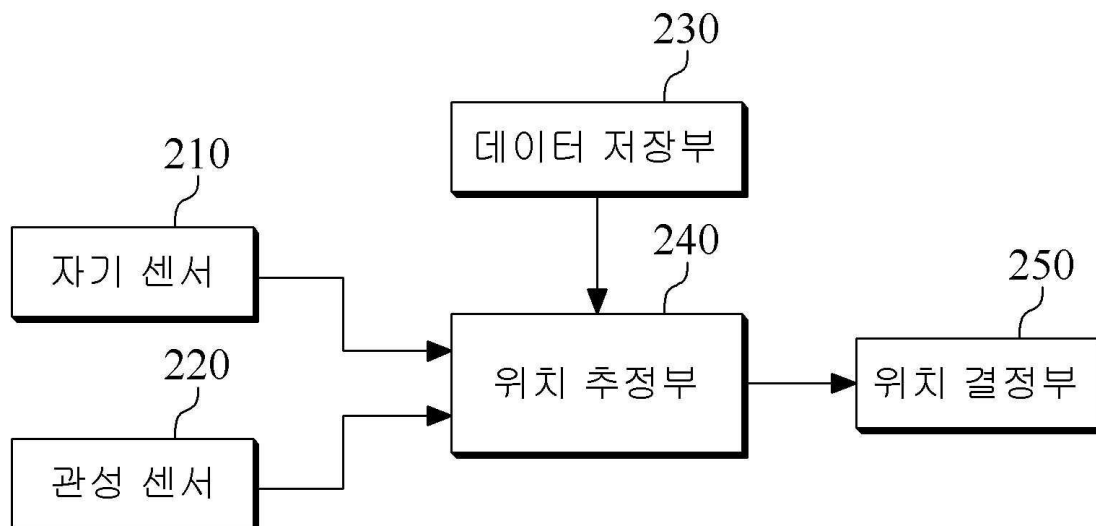 230
데이터 저장부
210
자기 센서
240
위치 추정부
250
위치 결정부
220
관성 센서